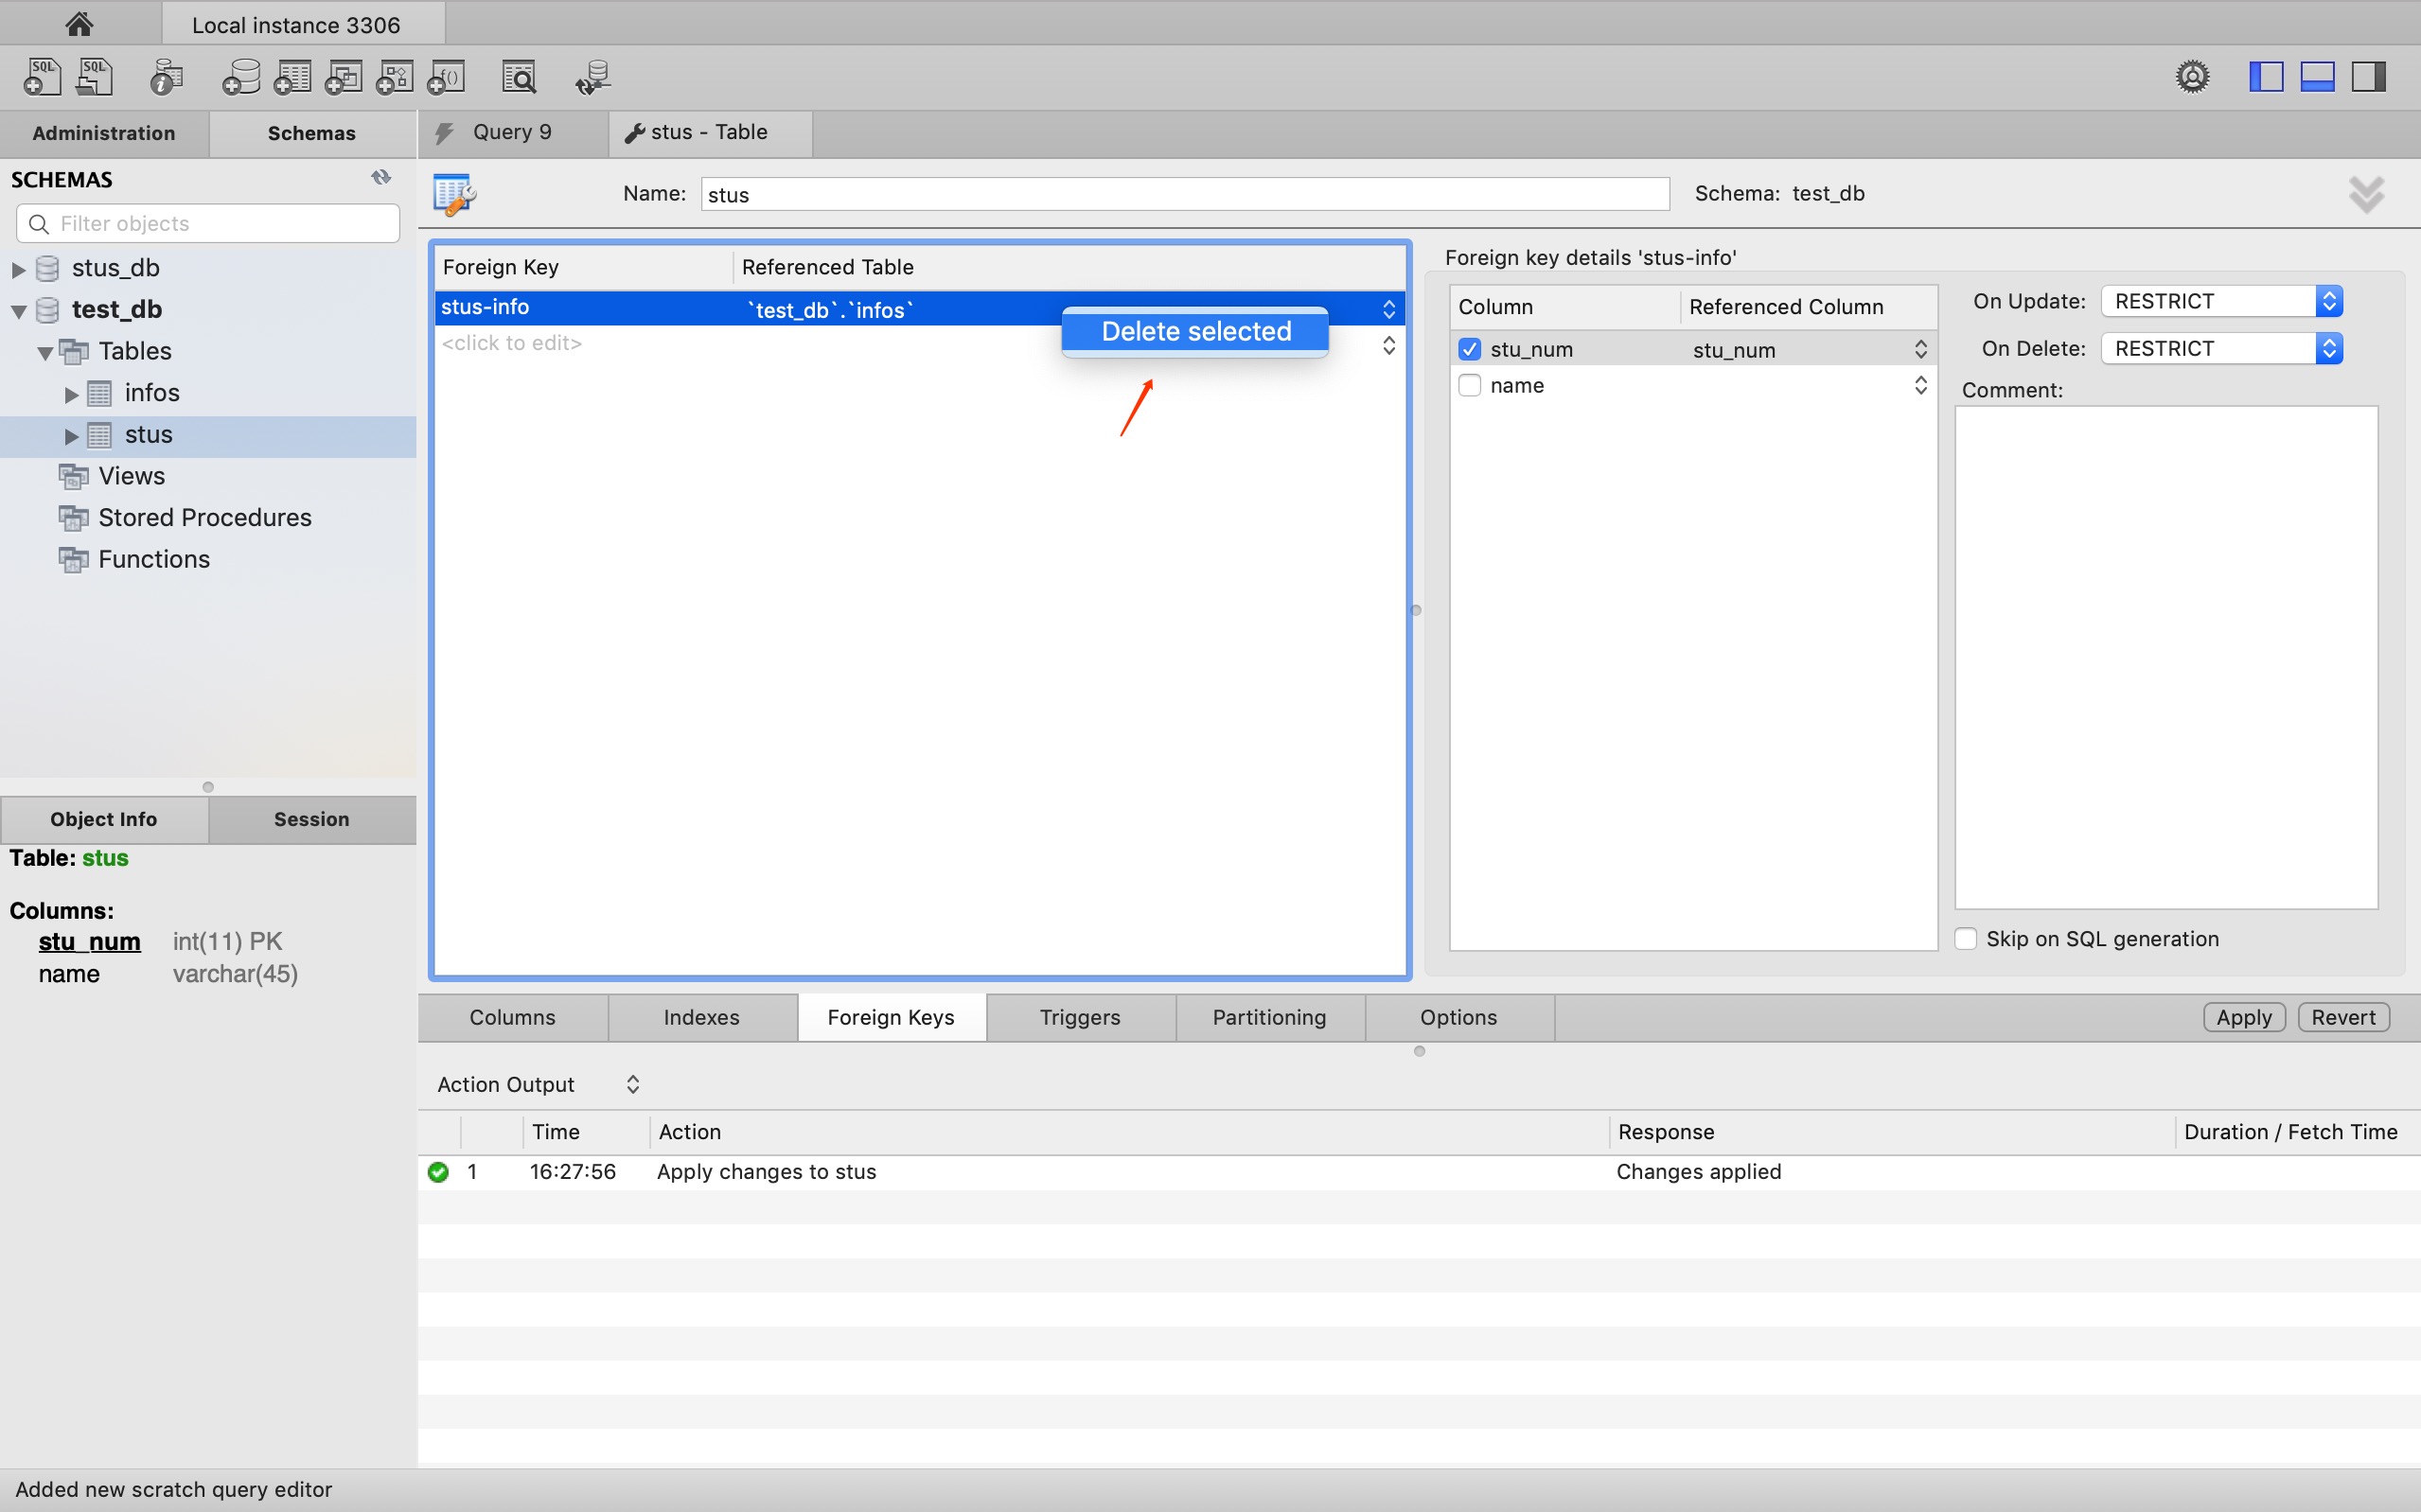 Local instance 3306
SQL SQL
Administration Schemas
Query 9 stus - Table
SCHEMAS
Filter objects
stus_db
test_db
Tables
infos
stus
Views
Stored Procedures
Functions
Name: stus Schema: test_db
Foreign Key Referenced Table
stus-info `test_db`.`infos`
<click to edit>
Delete selected
Foreign key details 'stus-info'
Column Referenced Column
stu_num stu_num
name
On Update: RESTRICT
On Delete: RESTRICT
Comment:
Skip on SQL generation
Object Info Session
Table: stus
Columns:
stu_num int(11) PK
name varchar(45)
Columns Indexes Foreign Keys Triggers Partitioning Options Apply Revert
Action Output
Time Action Response Duration / Fetch Time
1 16:27:56 Apply changes to stus Changes applied
Added new scratch query editor